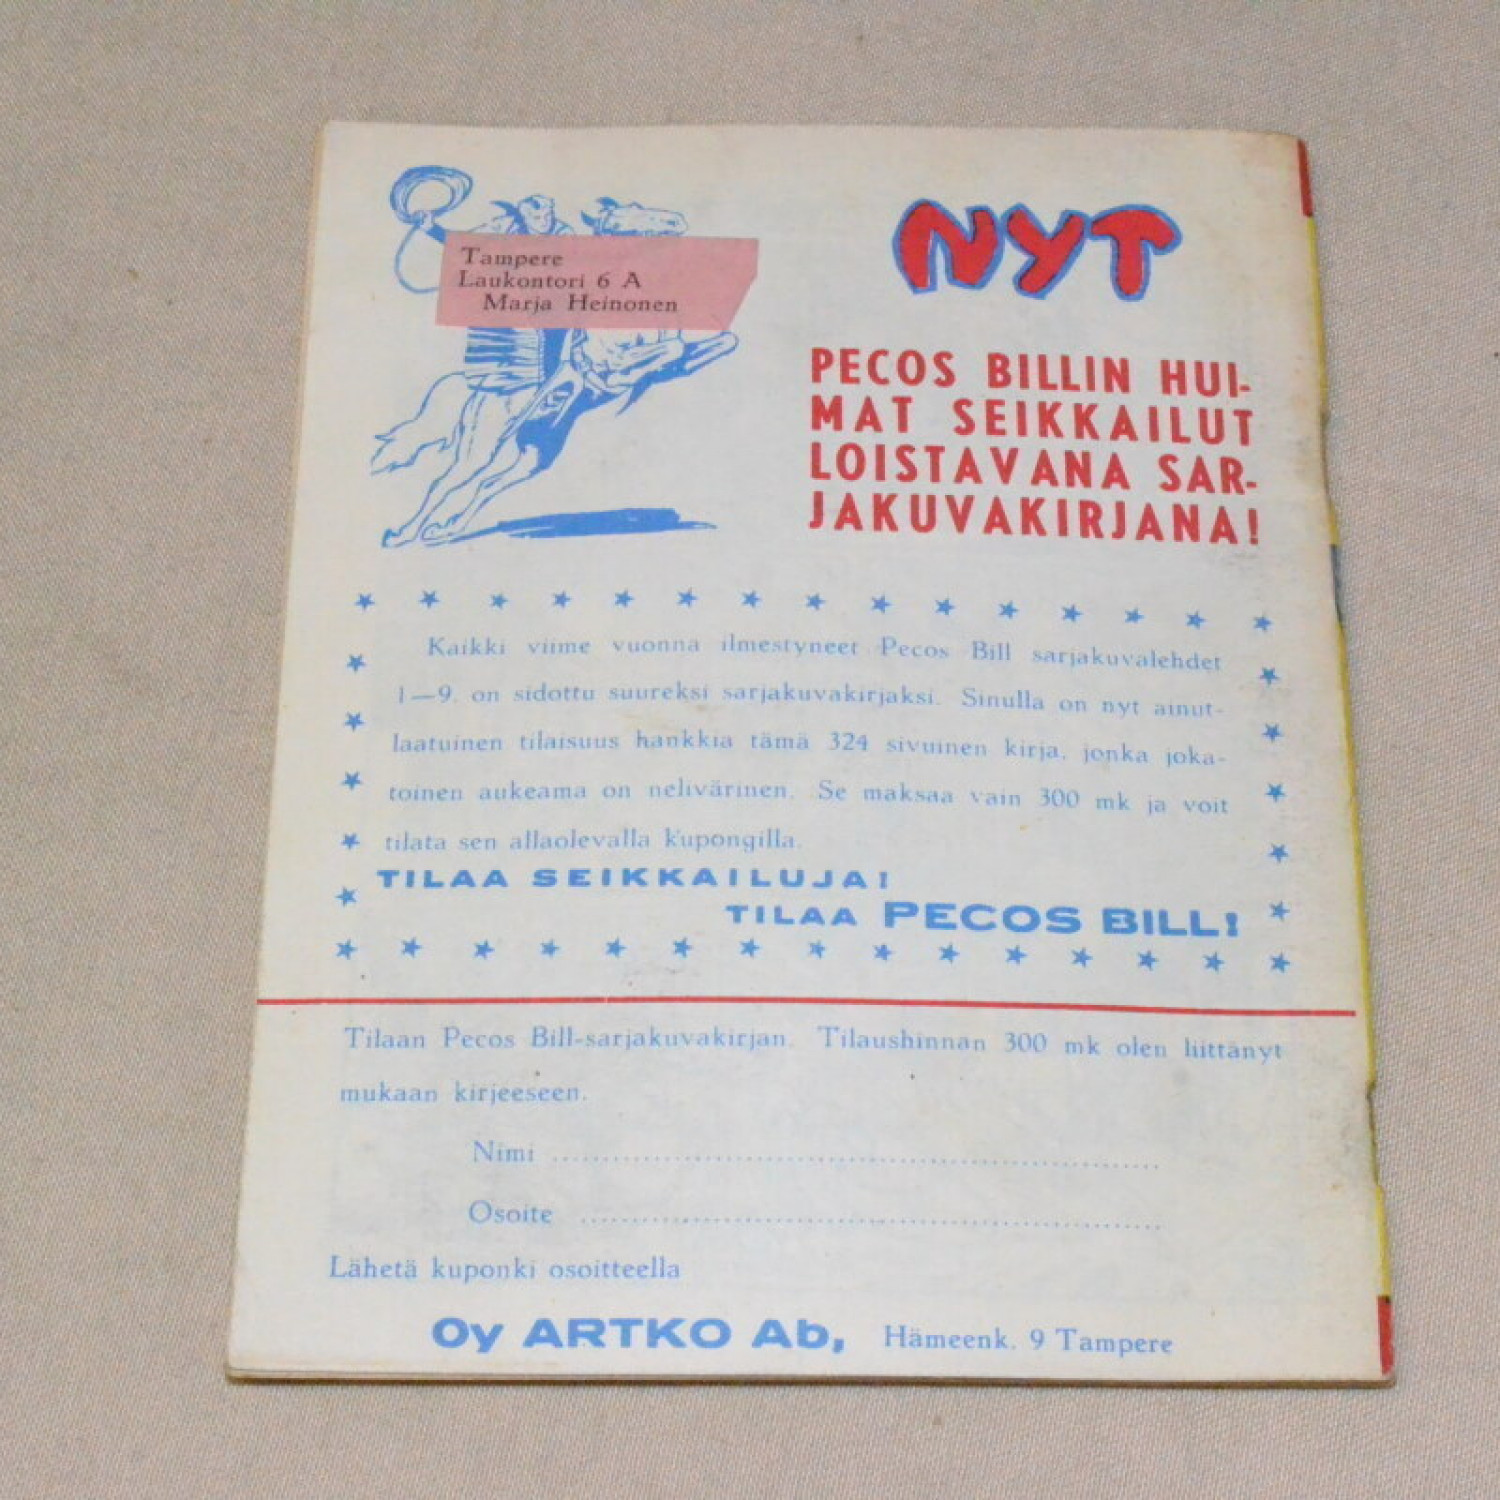 Tampere
Laukontori 6 A
Marja Heinonen
NYT
PECOS BILLIN HUI-
MAT SEIKKAILUT
LOISTAVANA SAR-
JAKUVAKIRJANA!
Kaikki viime vuonna ilmestyneet Pecos Bill sarjakuvalehdet
1—9. on sidottu suureksi sarjakuvakirjaksi. Sinulla on nyt ainut-
laatuinen tilaisuus hankkia tämä 324 sivuinen kirja, jonka joka-
toinen aukeama on nelivärinen. Se maksaa vain 300 mk ja voit
tilata sen allaolevalla kupongilla.
TILAA SEIKKAILUJA!
TILAA PECOS BILL!
Tilaan Pecos Bill-sarjakuvakirjan. Tilaushinnan 300 mk olen liittänyt
mukaan kirjeeseen.
Nimi
Osoite
Lähetä kuponki osoitteella
Oy ARTKO Ab, Hämeenk. 9 Tampere